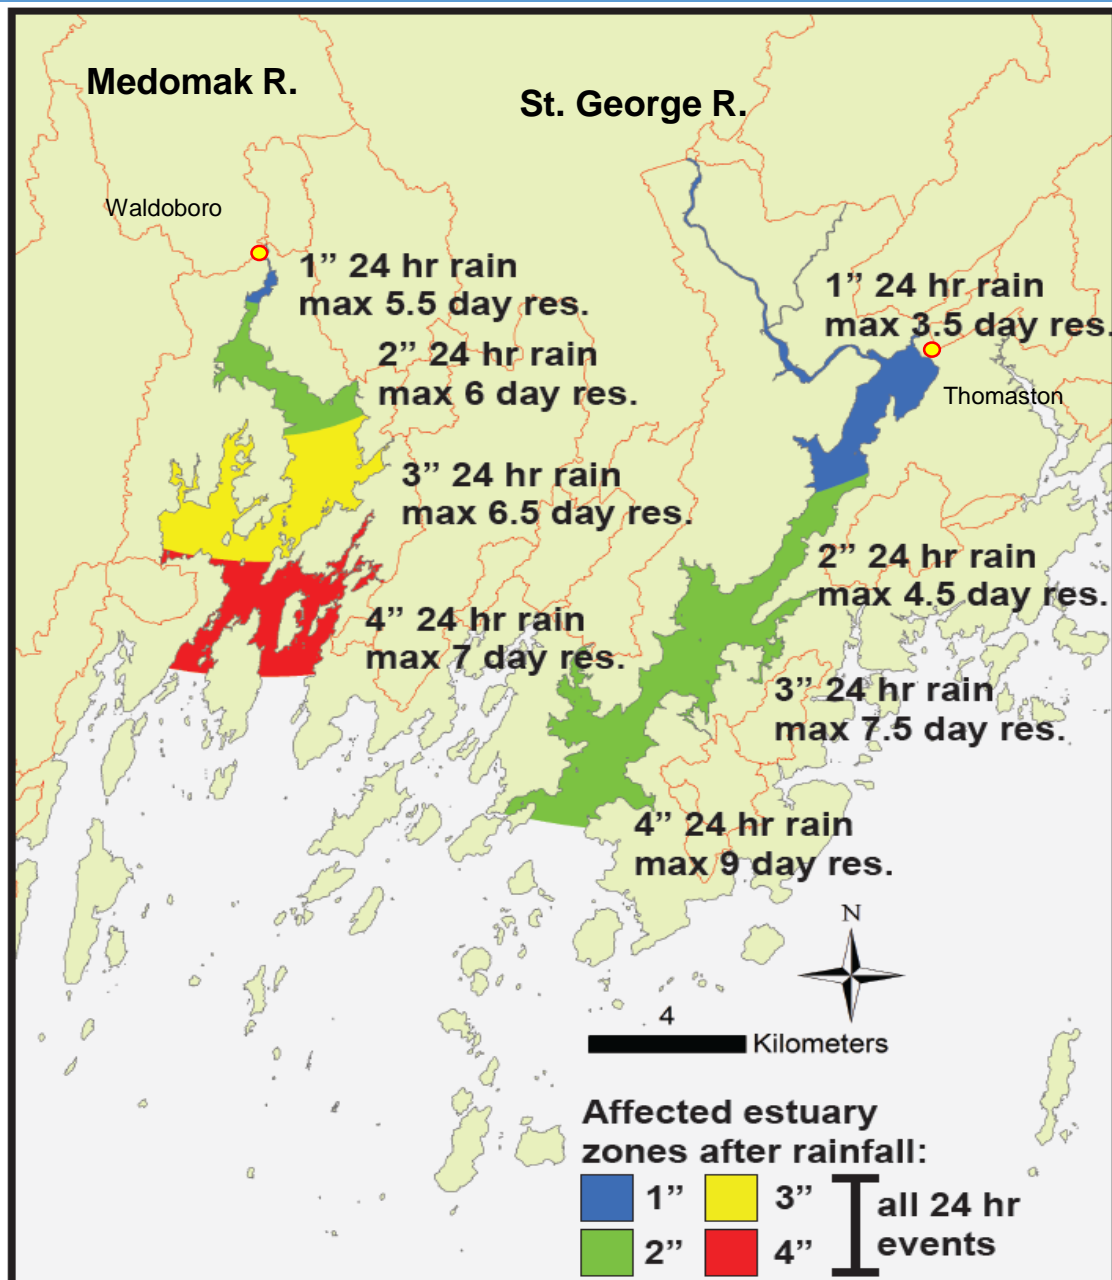 Medomak R.
St. George R.
Waldoboro
1” 24 hr rain
max 5.5 day res.
2” 24 hr rain
max 6 day res.
3” 24 hr rain
max 6.5 day res.
4” 24 hr rain
max 7 day res.
1” 24 hr rain
max 3.5 day res.
Thomaston
2” 24 hr rain
max 4.5 day res.
3” 24 hr rain
max 7.5 day res.
4” 24 hr rain
max 9 day res.
N
4
Kilometers
Affected estuary
zones after rainfall:
1” 3”
2” 4”
all 24 hr
events